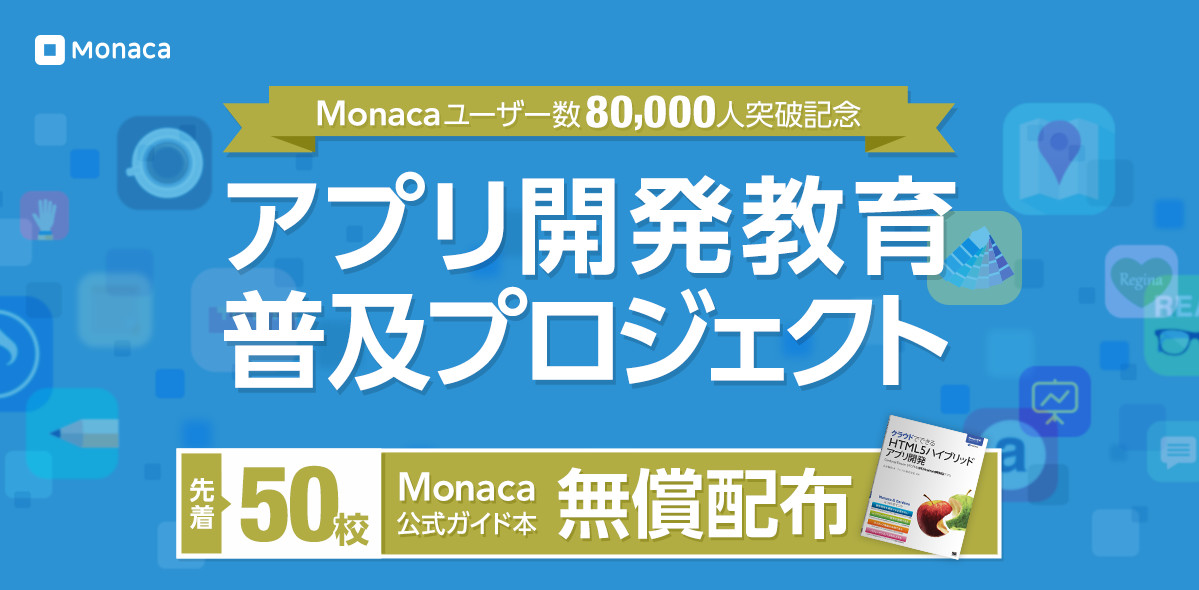 Monaca
Monacaユーザー数80,000人突破記念
アプリ開発教育
普及プロジェクト
Regina
REA
a
先着
50校
Monaca
公式ガイド本
無償配布
クラウドでできる
HTML5ハイブリッド
アプリ開発